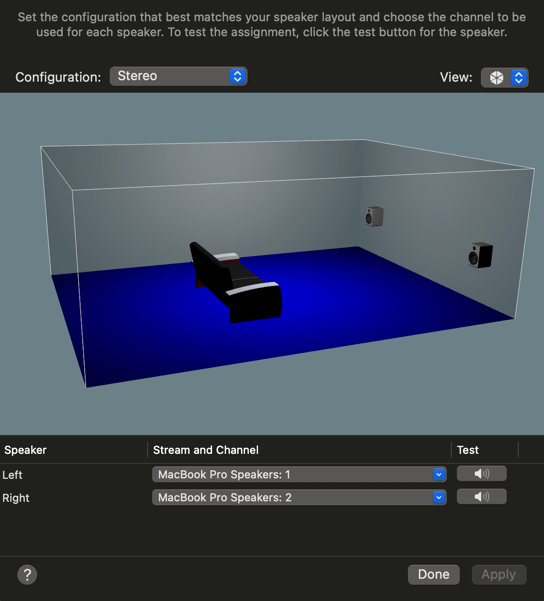 Set the configuration that best matches your speaker layout and choose the channel to be
used for each speaker. To test the assignment, click the test button for the speaker.
Configuration: Stereo View:
Speaker Stream and Channel Test
Left MacBook Pro Speakers: 1
Right MacBook Pro Speakers: 2
? Done Apply